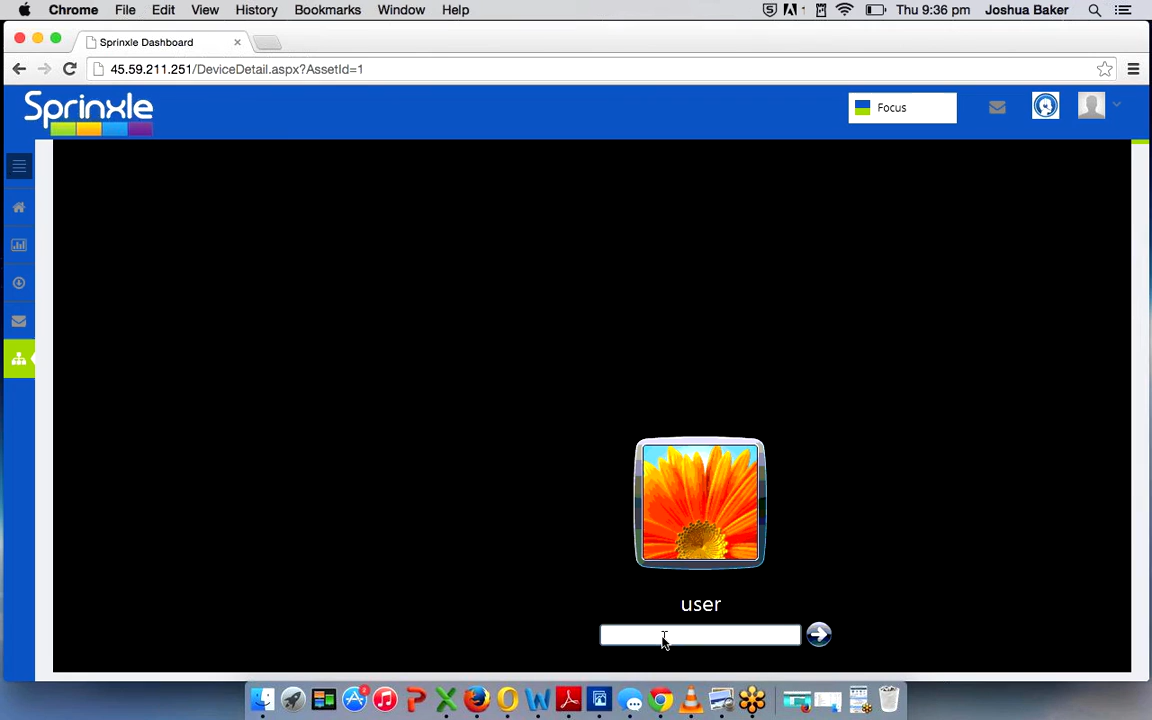 Chrome File Edit View History Bookmarks Window Help Thu 9:36 pm Joshua Baker
Sprinxle Dashboard
45.59.211.251/DeviceDetail.aspx?AssetId=1
Sprinxle
Focus
user